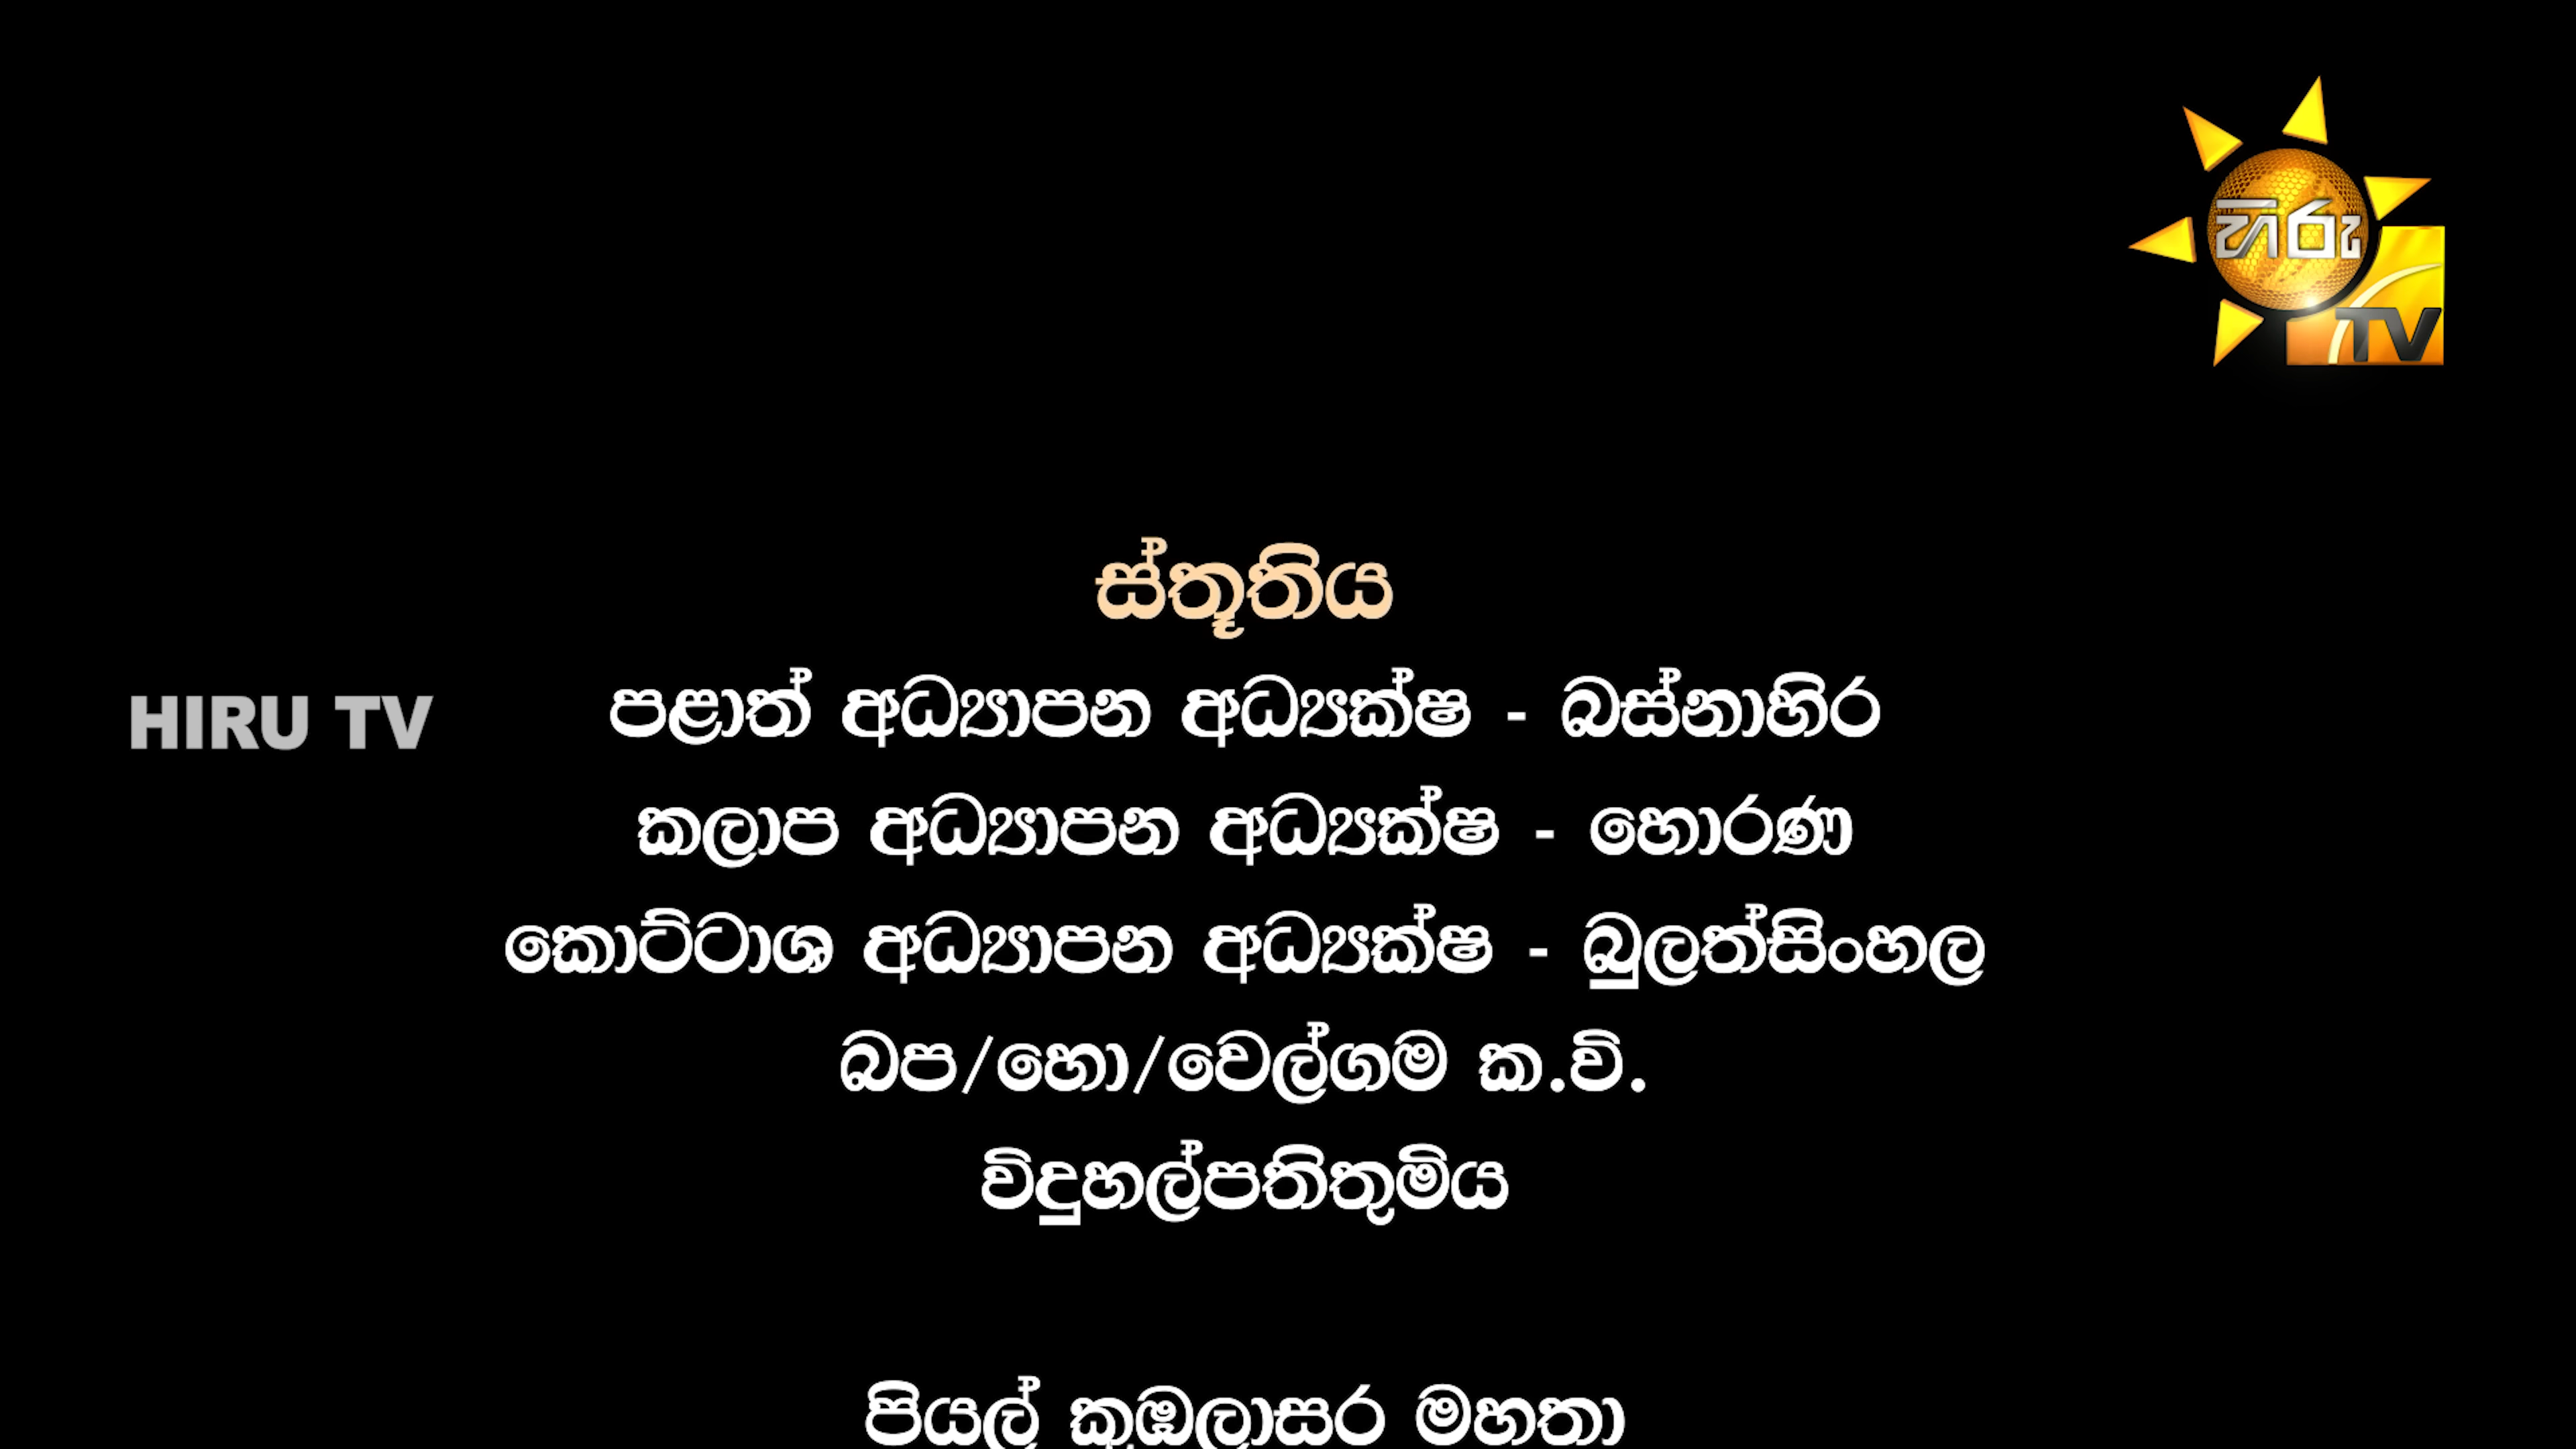 හිරු
TV
ස්තූතිය
HIRU TV
පළාත් අධ්‍යාපන අධ්‍යක්ෂ - බස්නාහිර
කලාප අධ්‍යාපන අධ්‍යක්ෂ - හොරණ
කොට්ටාශ අධ්‍යාපන අධ්‍යක්ෂ - බුලත්සිංහල
බප/හො/වෙල්ගම ක.වි.
විදුහල්පතිතුමිය
පියල් කුඹලාසර මහතා